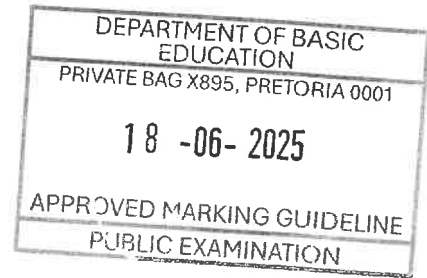 DEPARTMENT OF BASIC
EDUCATION
PRIVATE BAG X895, PRETORIA 0001
18 -06- 2025
APPROVED MARKING GUIDELINE
PUBLIC EXAMINATION